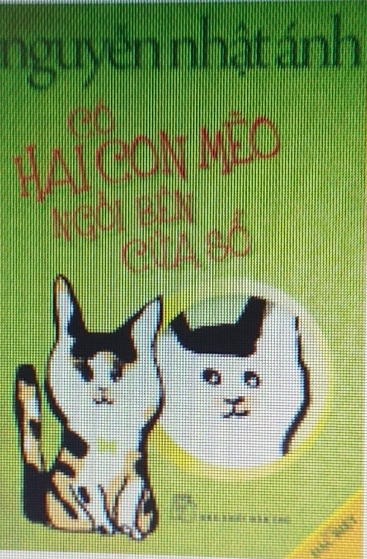 nguyễn nhật ánh
CÓ
HAI CON MÈO
NGỒI BÊN
CỬA SỔ